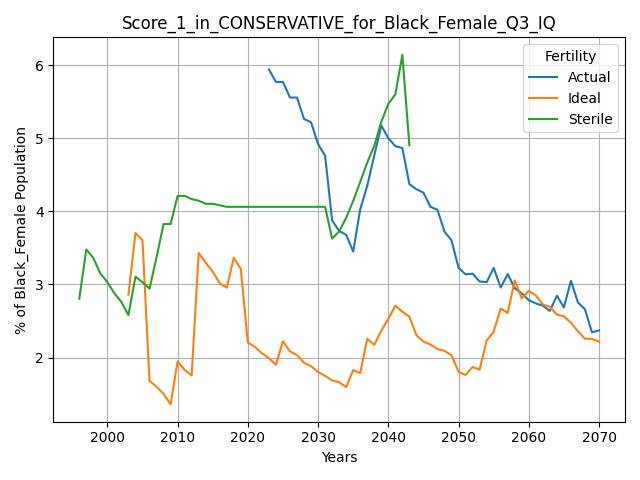 Score_1_in_CONSERVATIVE_for_Black_Female_Q3_IQ
Fertility
Actual
Ideal
Sterile
% of Black_Female Population
6
5
4
3
2
2000 2010 2020 2030 2040 2050 2060 2070
Years